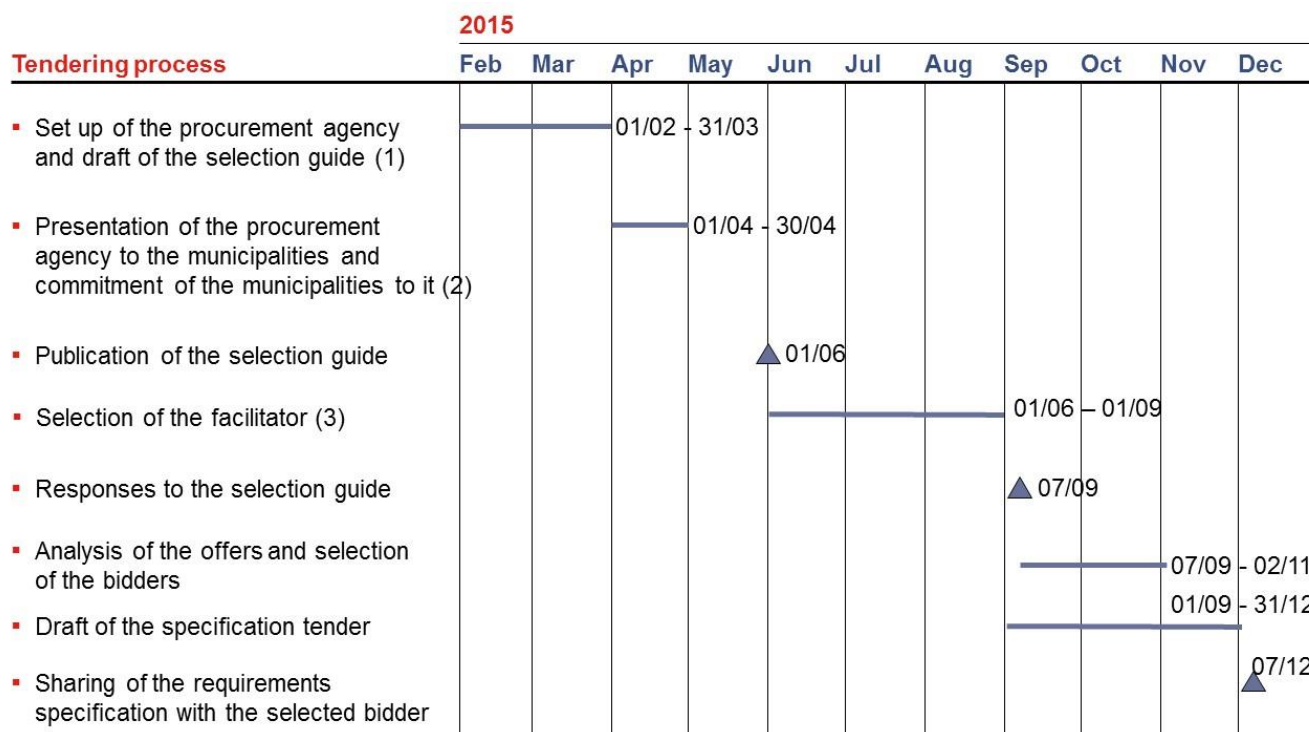 2015
Tendering process Feb Mar Apr May Jun Jul Aug Sep Oct Nov Dec
▪ Set up of the procurement agency 01/02 - 31/03
and draft of the selection guide (1)
▪ Presentation of the procurement 01/04 - 30/04
agency to the municipalities and
commitment of the municipalities to it (2)
▪ Publication of the selection guide 01/06
▪ Selection of the facilitator (3) 01/06 – 01/09
▪ Responses to the selection guide 07/09
▪ Analysis of the offers and selection
of the bidders 07/09 - 02/11
01/09 - 31/12
▪ Draft of the specification tender
07/12
▪ Sharing of the requirements
specification with the selected bidder